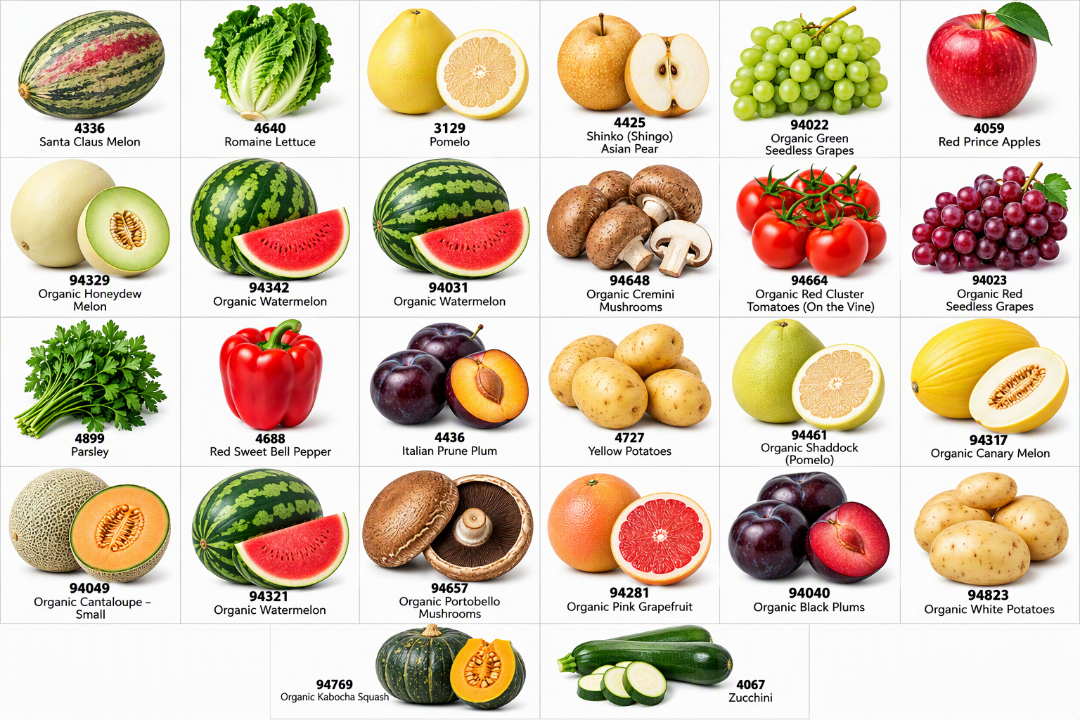 4336
Santa Claus Melon
4640
Romaine Lettuce
3129
Pomelo
4425
Shinko (Shingo)
Asian Pear
94022
Organic Green
Seedless Grapes
4059
Red Prince Apples
94329
Organic Honeydew
Melon
94342
Organic Watermelon
94031
Organic Watermelon
94648
Organic Cremini
Mushrooms
94664
Organic Red Cluster
Tomatoes (On the Vine)
94023
Organic Red
Seedless Grapes
4899
Parsley
4688
Red Sweet Bell Pepper
4436
Italian Prune Plum
4727
Yellow Potatoes
94461
Organic Shaddock
(Pomelo)
94317
Organic Canary Melon
94049
Organic Cantaloupe –
Small
94321
Organic Watermelon
94657
Organic Portobello
Mushrooms
94281
Organic Pink Grapefruit
94040
Organic Black Plums
94823
Organic White Potatoes
94769
Organic Kabocha Squash
4067
Zucchini